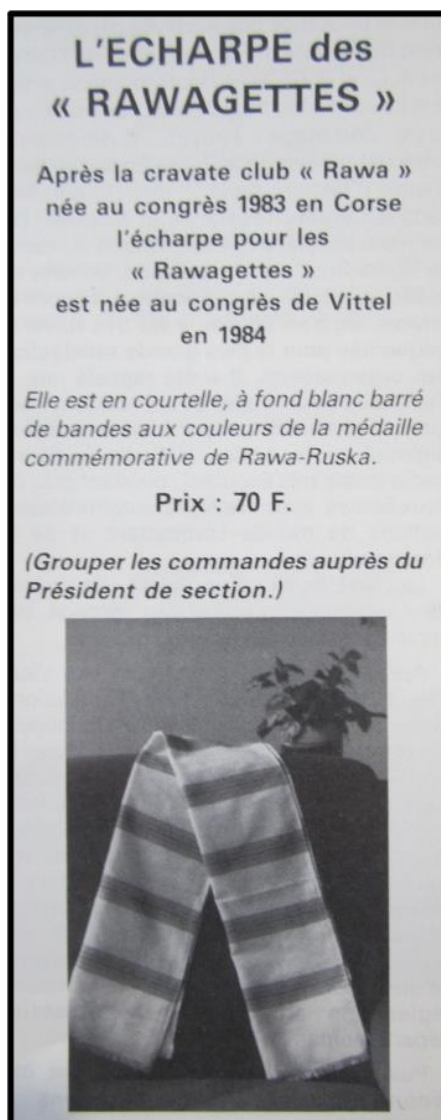 L'ECHARPE des
« RAWAGETTES »
Après la cravate club « Rawa »
née au congrès 1983 en Corse
l'écharpe pour les
« Rawagettes »
est née au congrès de Vittel
en 1984
Elle est en courtelle, à fond blanc barré
de bandes aux couleurs de la médaille
commémorative de Rawa-Ruska.
Prix : 70 F.
(Grouper les commandes auprès du
Président de section.)